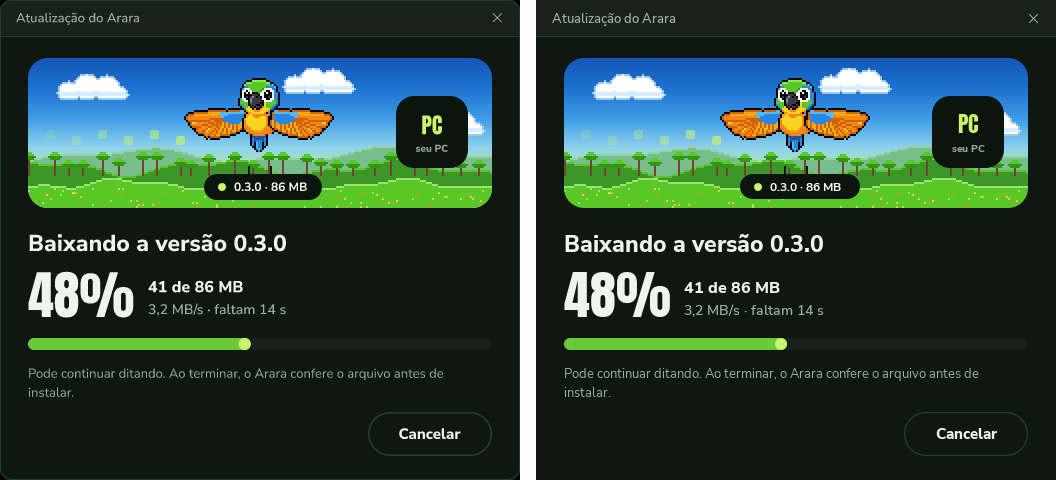 Atualização do Arara
PC
seu PC
0.3.0 · 86 MB
Baixando a versão 0.3.0
48%
41 de 86 MB
3,2 MB/s · faltam 14 s
Pode continuar ditando. Ao terminar, o Arara confere o arquivo antes de
instalar.
Cancelar
Atualização do Arara
PC
seu PC
0.3.0 · 86 MB
Baixando a versão 0.3.0
48%
41 de 86 MB
3,2 MB/s · faltam 14 s
Pode continuar ditando. Ao terminar, o Arara confere o arquivo antes de
instalar.
Cancelar